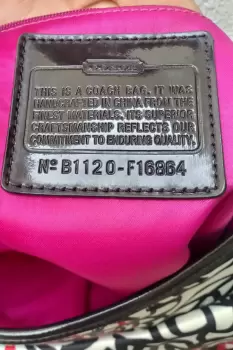 COACH
THIS IS A COACH BAG. IT WAS
HANDCRAFTED IN CHINA FROM THE
FINEST MATERIALS. ITS SUPERIOR
CRAFTSMANSHIP REFLECTS OUR
COMMITMENT TO ENDURING QUALITY.
Nº B1120-F16864